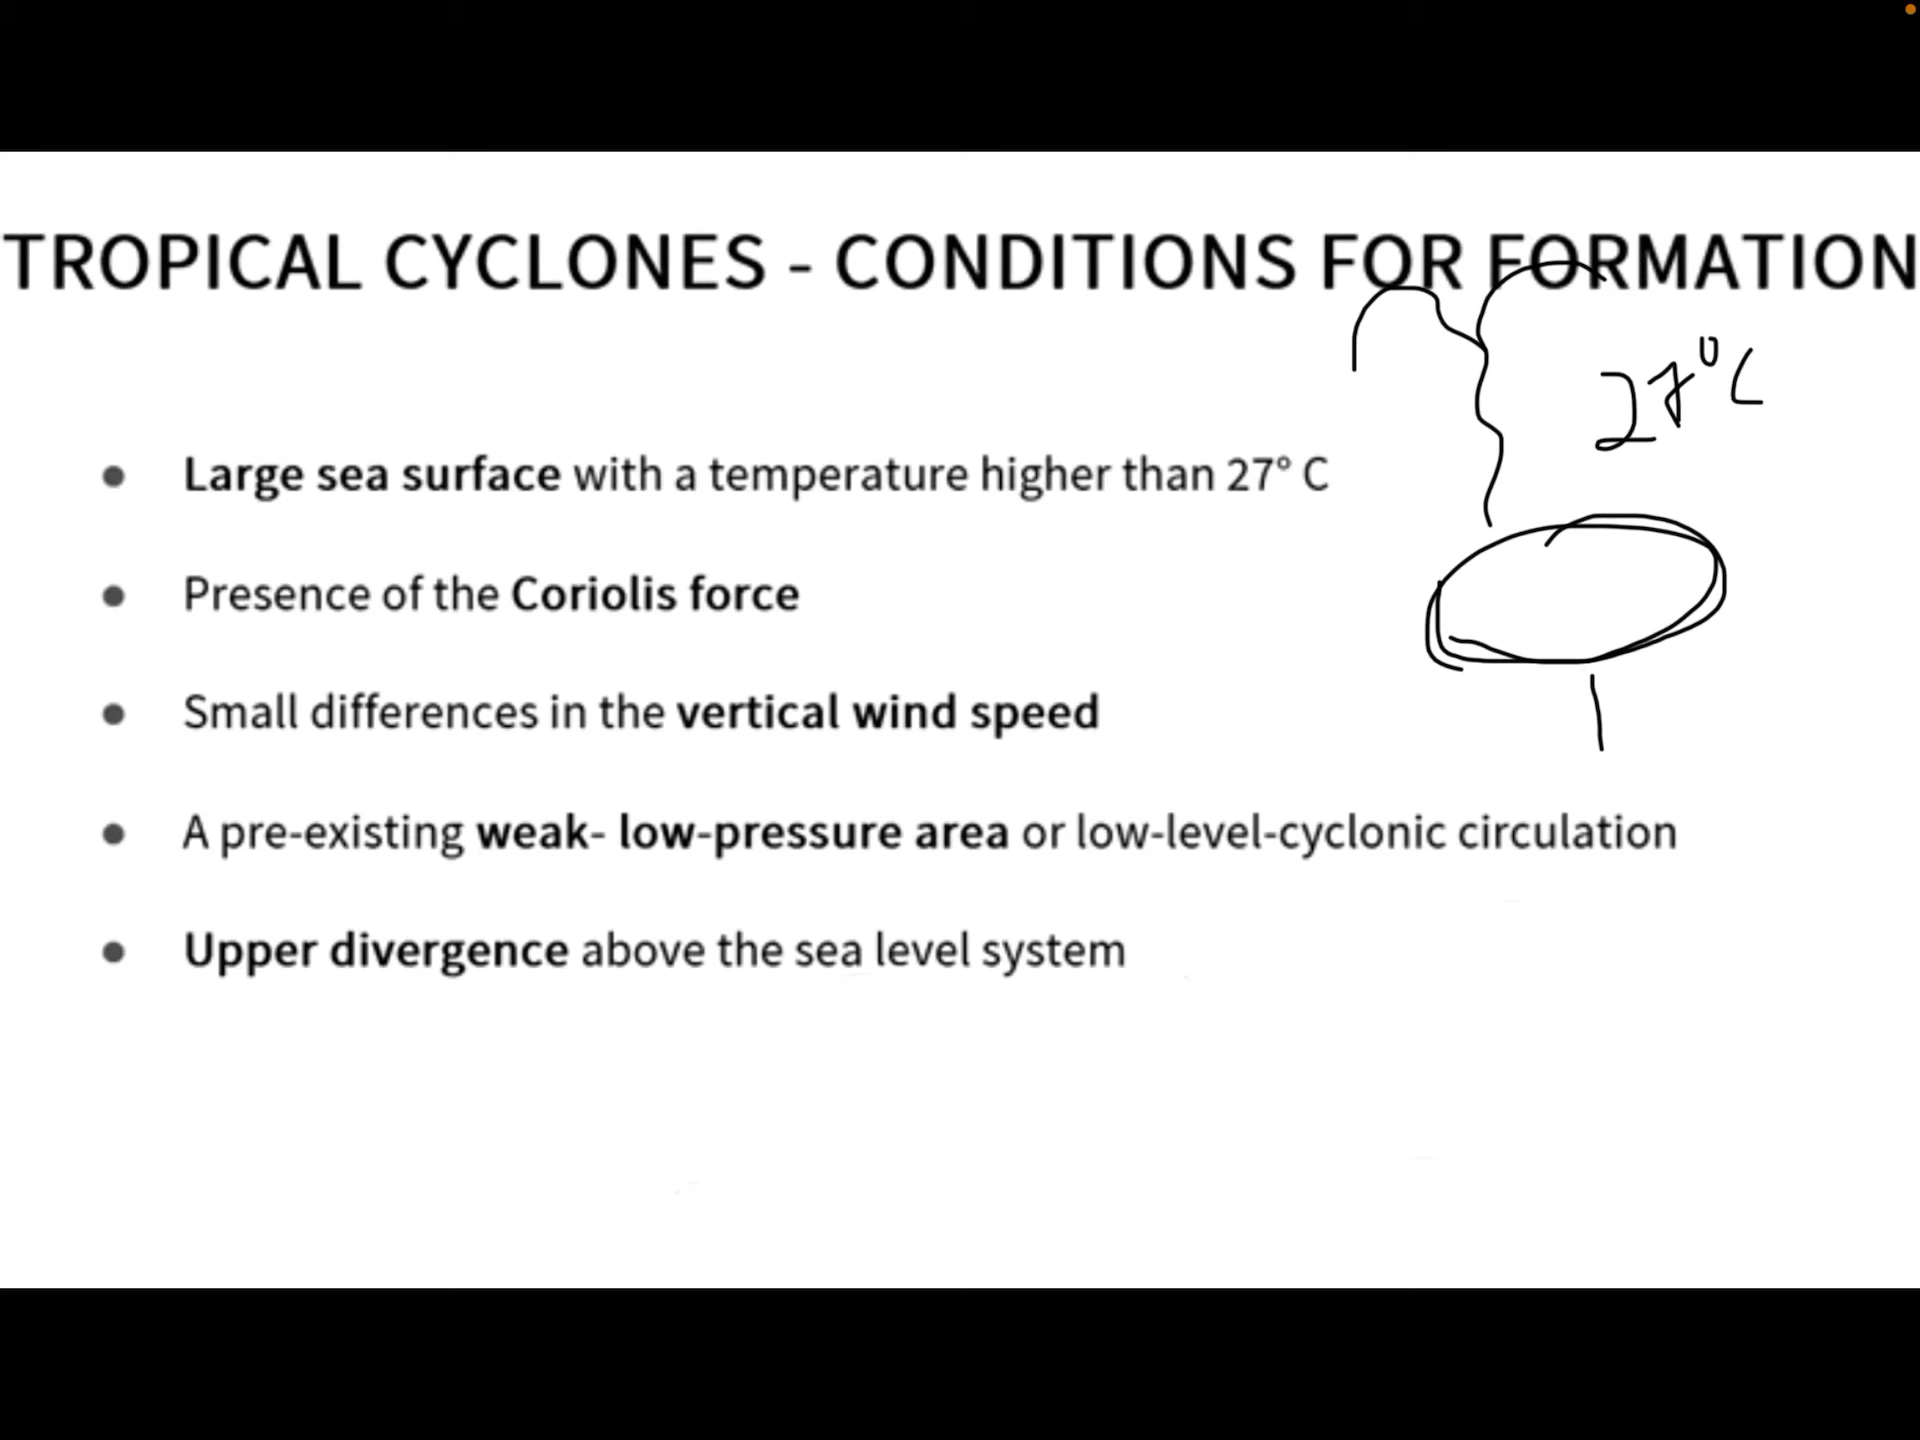 TROPICAL CYCLONES - CONDITIONS FOR FORMATION
27°C
Large sea surface with a temperature higher than 27° C
Presence of the Coriolis force
Small differences in the vertical wind speed
A pre-existing weak- low-pressure area or low-level-cyclonic circulation
Upper divergence above the sea level system